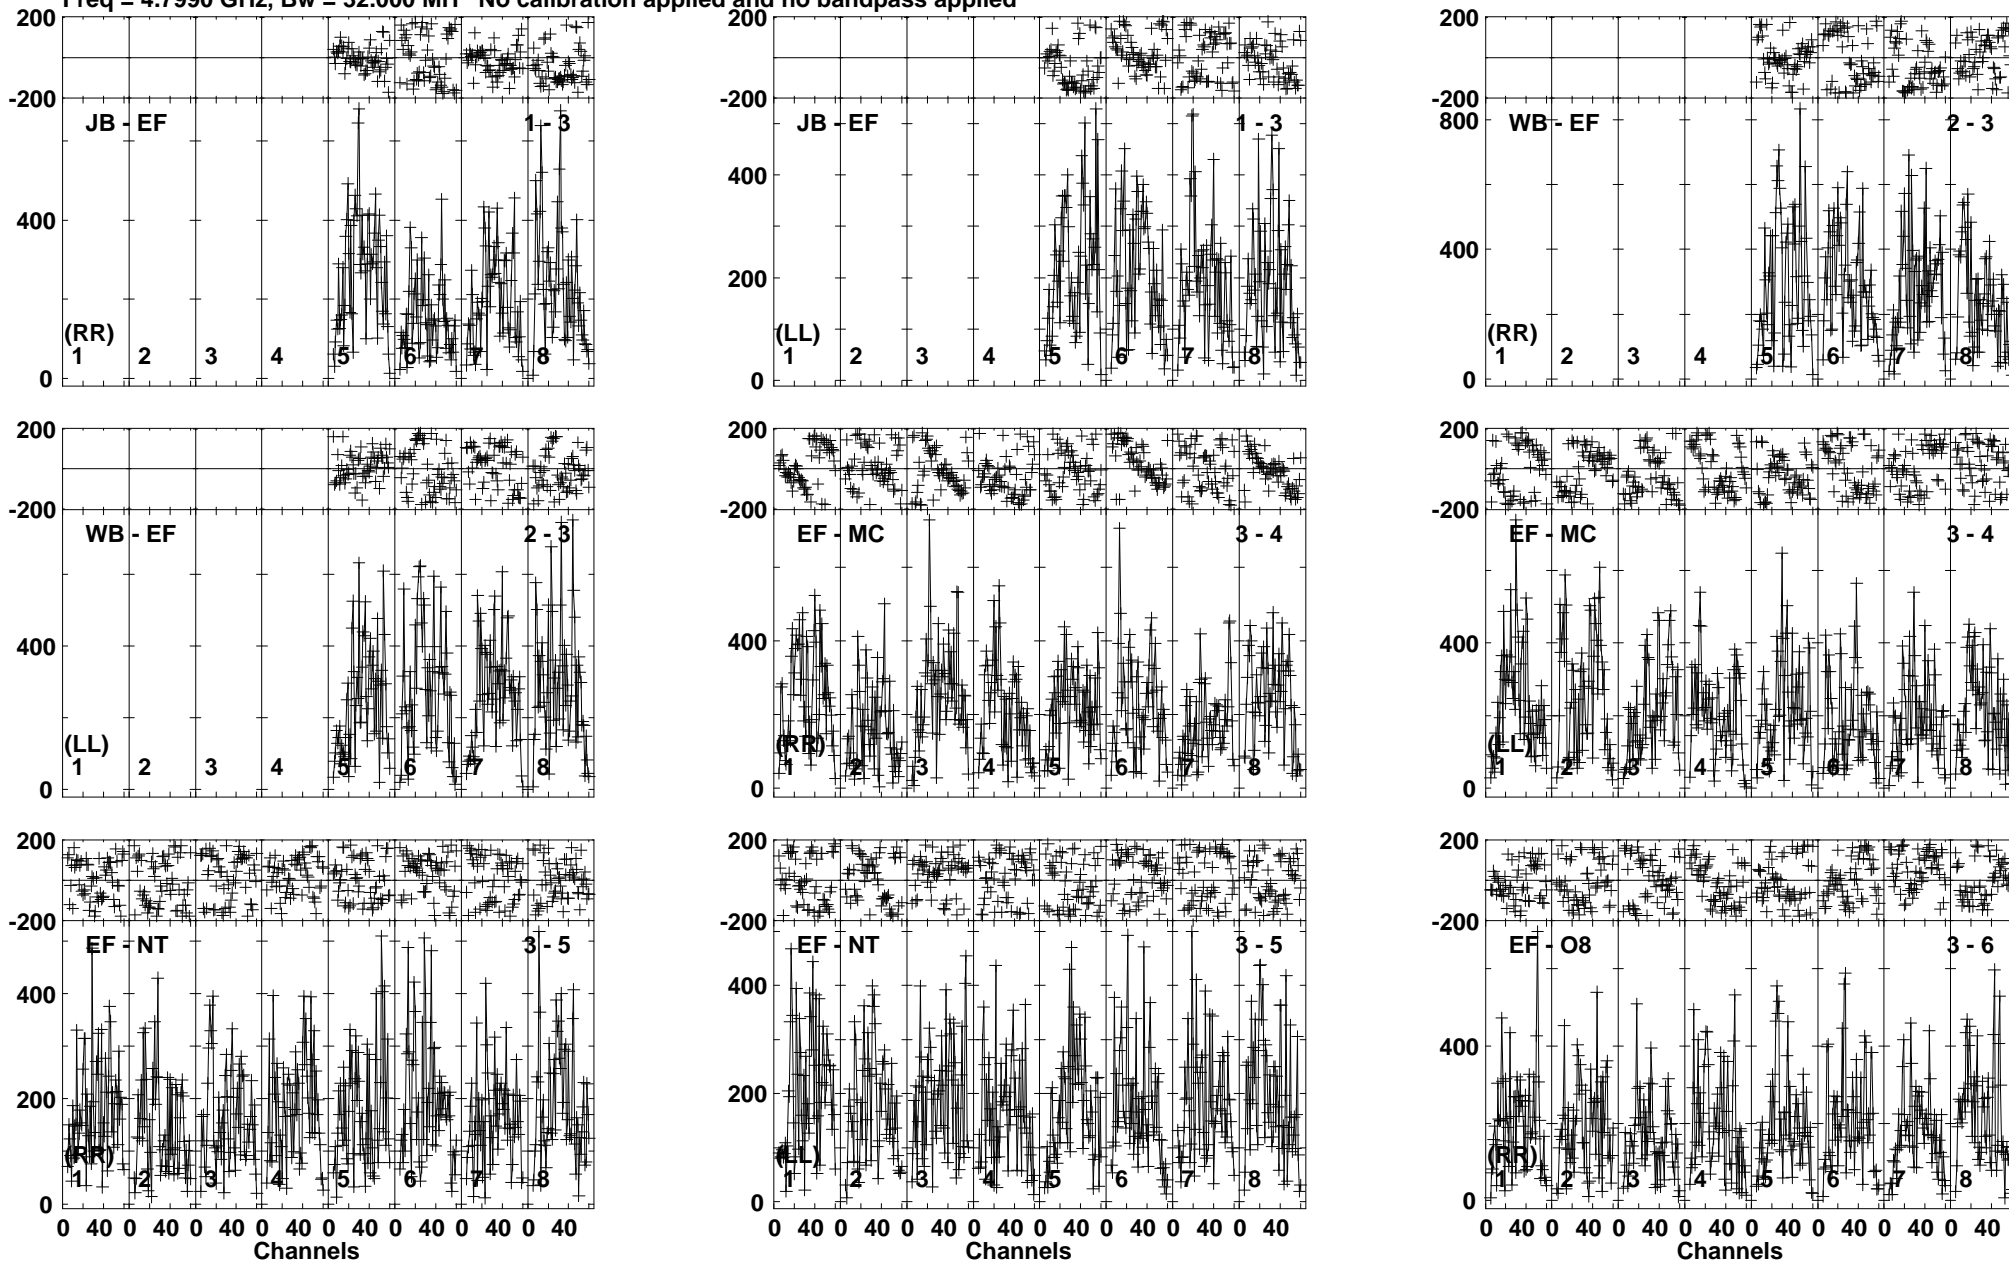 Freq = 4.7990 GHz, Bw = 32.000 MH No calibration applied and no bandpass applied
200 200 200
-200 -200 -200
JB - EF 1 - 3 JB - EF 1 - 3 WB - EF 2 - 3
800
400 400 400
200
(RR) (LL) (RR)
1 2 3 4 5 6 7 8 1 2 3 4 5 6 7 8 1 2 3 4 5 6 7 8
0 0 0
200 200 200
-200 -200 -200
WB - EF 2 - 3 EF - MC 3 - 4 EF - MC 3 - 4
400 400 400
(LL) (RR) (LL)
1 2 3 4 5 6 7 8 1 2 3 4 5 6 7 8 1 2 3 4 5 6 7 8
0 0 0
200 200 200
-200 -200 -200
EF - NT 3 - 5 EF - NT 3 - 5 EF - O8 3 - 6
400 400 400
200 200
(RR) (LL) (RR)
1 2 3 4 5 6 7 8 1 2 3 4 5 6 7 8 1 2 3 4 5 6 7 8
0 0 0
0 40 0 40 0 40 0 40 0 40 0 40 0 40 0 40 0 40 0 40 0 40 0 40 0 40 0 40 0 40 0 40 0 40 0 40 0 40 0 40 0 40 0 40 0 40 0 40
Channels Channels